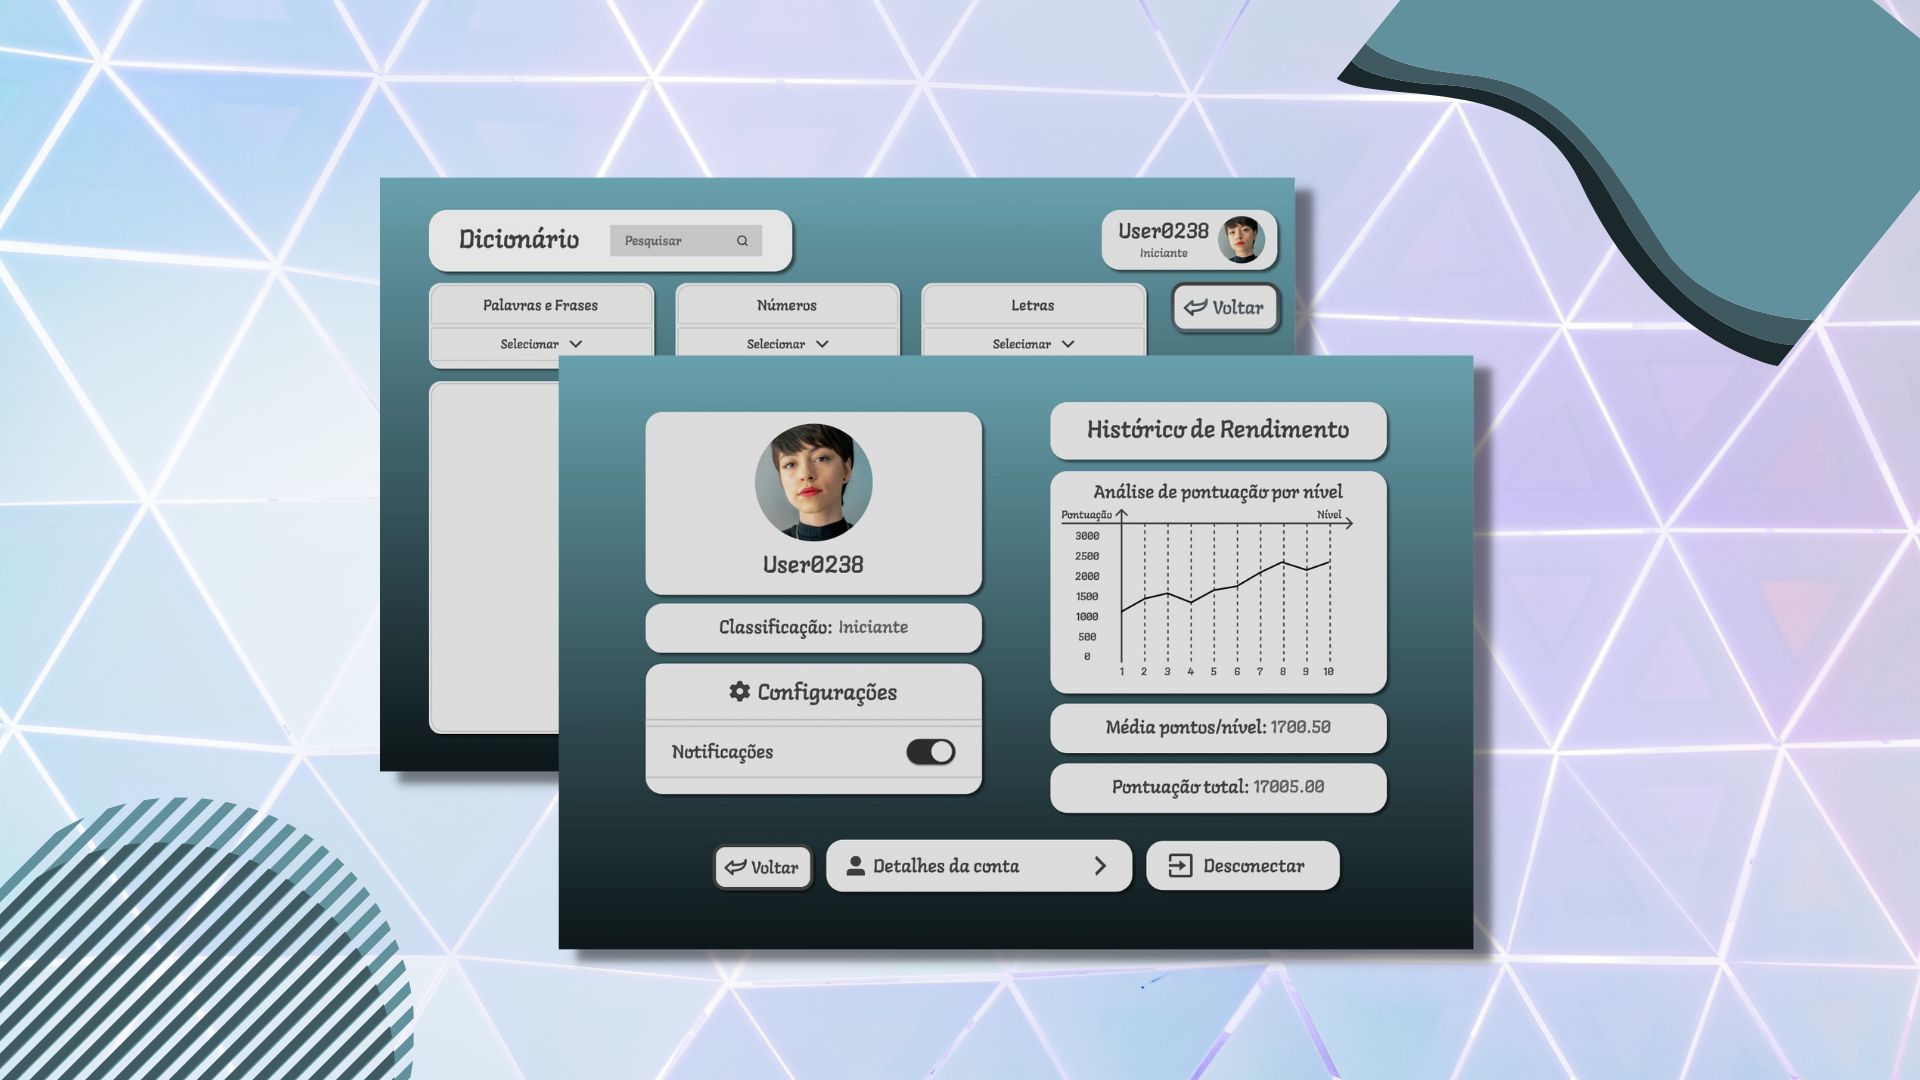 Dicionário
Pesquisar
User0238
Iniciante
Palavras e Frases
Números
Letras
Voltar
Selecionar
Selecionar
Selecionar
User0238
Classificação: Iniciante
Configurações
Notificações
Histórico de Rendimento
Análise de pontuação por nível
Pontuação
Nível
3000
2500
2000
1500
1000
500
0
1 2 3 4 5 6 7 8 9 10
Média pontos/nível: 1700.50
Pontuação total: 17005.00
Voltar
Detalhes da conta
Desconectar